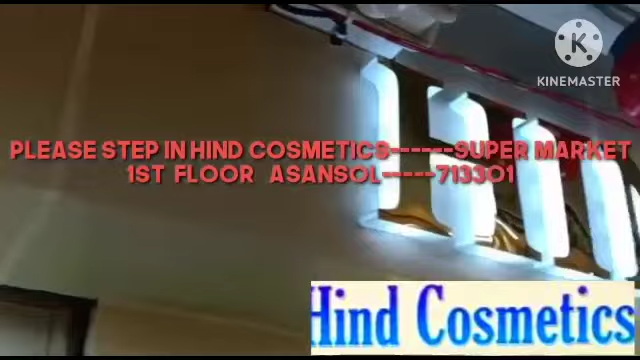 KINEMASTER
PLEASE STEP IN HIND COSMETICS------SUPER MARKET
1ST FLOOR ASANSOL-----713301
Hind Cosmetics